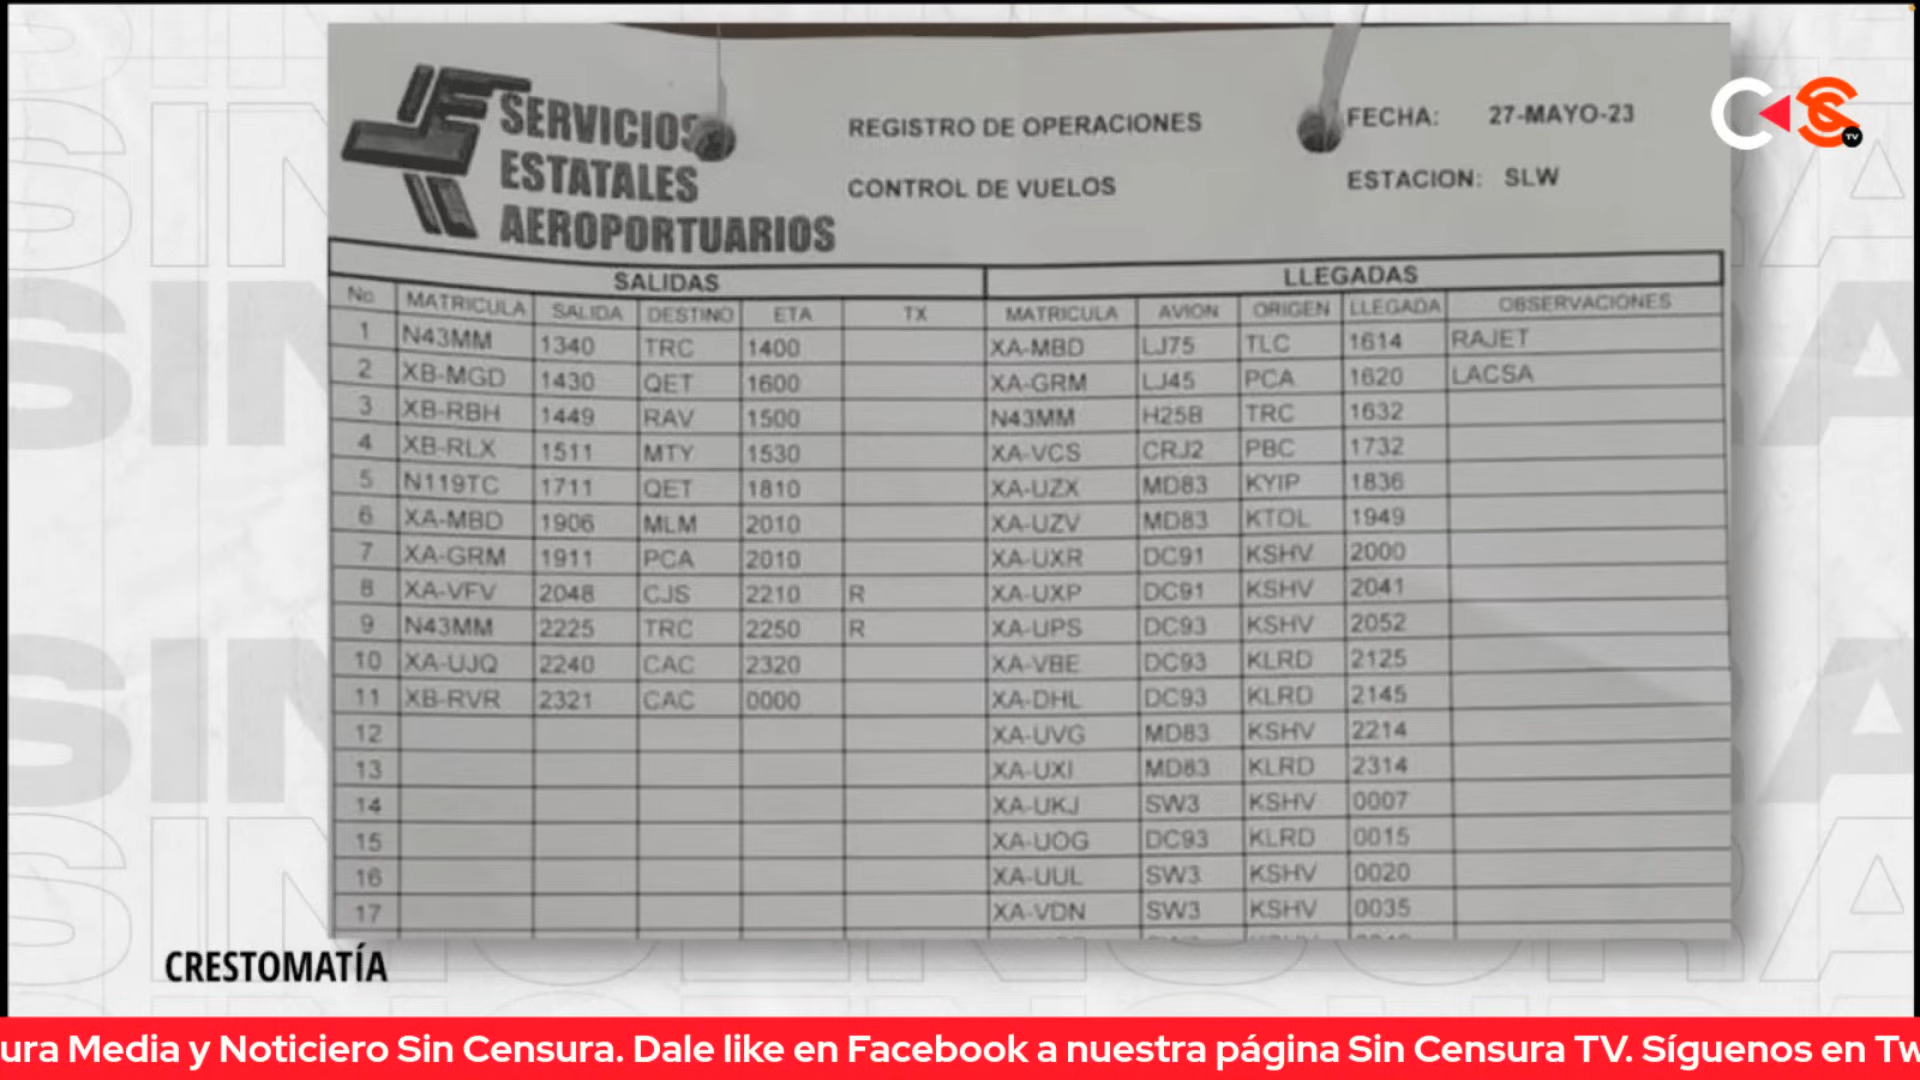 SERVICIOS
ESTATALES
AEROPORTUARIOS
REGISTRO DE OPERACIONES
CONTROL DE VUELOS
FECHA: 27-MAYO-23
ESTACION: SLW
SALIDAS LLEGADAS
No MATRICULA SALIDA DESTINO ETA TX MATRICULA AVION ORIGEN LLEGADA OBSERVACIONES
1 N43MM 1340 TRC 1400 XA-MBD LJ75 TLC 1614 RAJET
2 XB-MGD 1430 QET 1600 XA-GRM LJ45 PCA 1620 LACSA
3 XB-RBH 1449 RAV 1500 N43MM H25B TRC 1632
4 XB-RLX 1511 MTY 1530 XA-VCS CRJ2 PBC 1732
5 N119TC 1711 QET 1810 XA-UZX MD83 KYIP 1836
6 XA-MBD 1906 MLM 2010 XA-UZV MD83 KTOL 1949
7 XA-GRM 1911 PCA 2010 XA-UXR DC91 KSHV 2000
8 XA-VFV 2048 CJS 2210 R XA-UXP DC91 KSHV 2041
9 N43MM 2225 TRC 2250 R XA-UPS DC93 KSHV 2052
10 XA-UJQ 2240 CAC 2320 XA-VBE DC93 KLRD 2125
11 XB-RVR 2321 CAC 0000 XA-DHL DC93 KLRD 2145
12 XA-UVG MD83 KSHV 2214
13 XA-UXI MD83 KLRD 2314
14 XA-UKJ SW3 KSHV 0007
15 XA-UOG DC93 KLRD 0015
16 XA-UUL SW3 KSHV 0020
17 XA-VDN SW3 KSHV 0035
TV
CRESTOMATÍA
ura Media y Noticiero Sin Censura. Dale like en Facebook a nuestra página Sin Censura TV. Síguenos en Tw